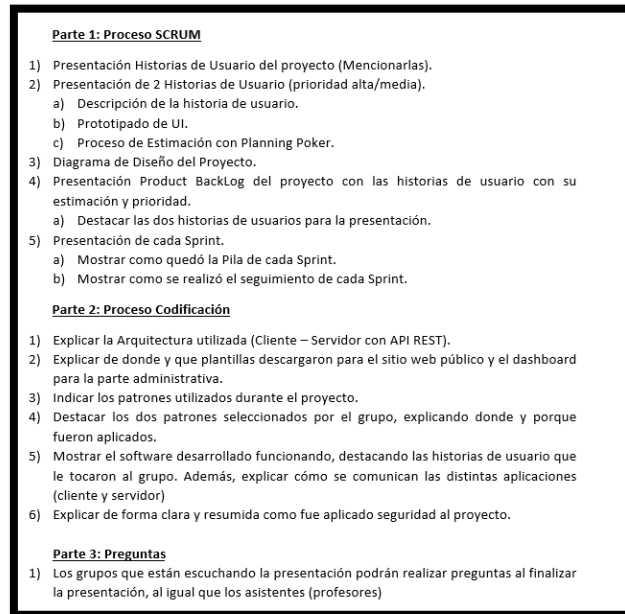 Parte 1: Proceso SCRUM
1) Presentación Historias de Usuario del proyecto (Mencionarlas).
2) Presentación de 2 Historias de Usuario (prioridad alta/media).
a) Descripción de la historia de usuario.
b) Prototipado de UI.
c) Proceso de Estimación con Planning Poker.
3) Diagrama de Diseño del Proyecto.
4) Presentación Product BackLog del proyecto con las historias de usuario con su
estimación y prioridad.
a) Destacar las dos historias de usuarios para la presentación.
5) Presentación de cada Sprint.
a) Mostrar como quedó la Pila de cada Sprint.
b) Mostrar como se realizó el seguimiento de cada Sprint.
Parte 2: Proceso Codificación
1) Explicar la Arquitectura utilizada (Cliente – Servidor con API REST).
2) Explicar de donde y que plantillas descargaron para el sitio web público y el dashboard
para la parte administrativa.
3) Indicar los patrones utilizados durante el proyecto.
4) Destacar los dos patrones seleccionados por el grupo, explicando donde y porque
fueron aplicados.
5) Mostrar el software desarrollado funcionando, destacando las historias de usuario que
le tocaron al grupo. Además, explicar cómo se comunican las distintas aplicaciones
(cliente y servidor)
6) Explicar de forma clara y resumida como fue aplicado seguridad al proyecto.
Parte 3: Preguntas
1) Los grupos que están escuchando la presentación podrán realizar preguntas al finalizar
la presentación, al igual que los asistentes (profesores)